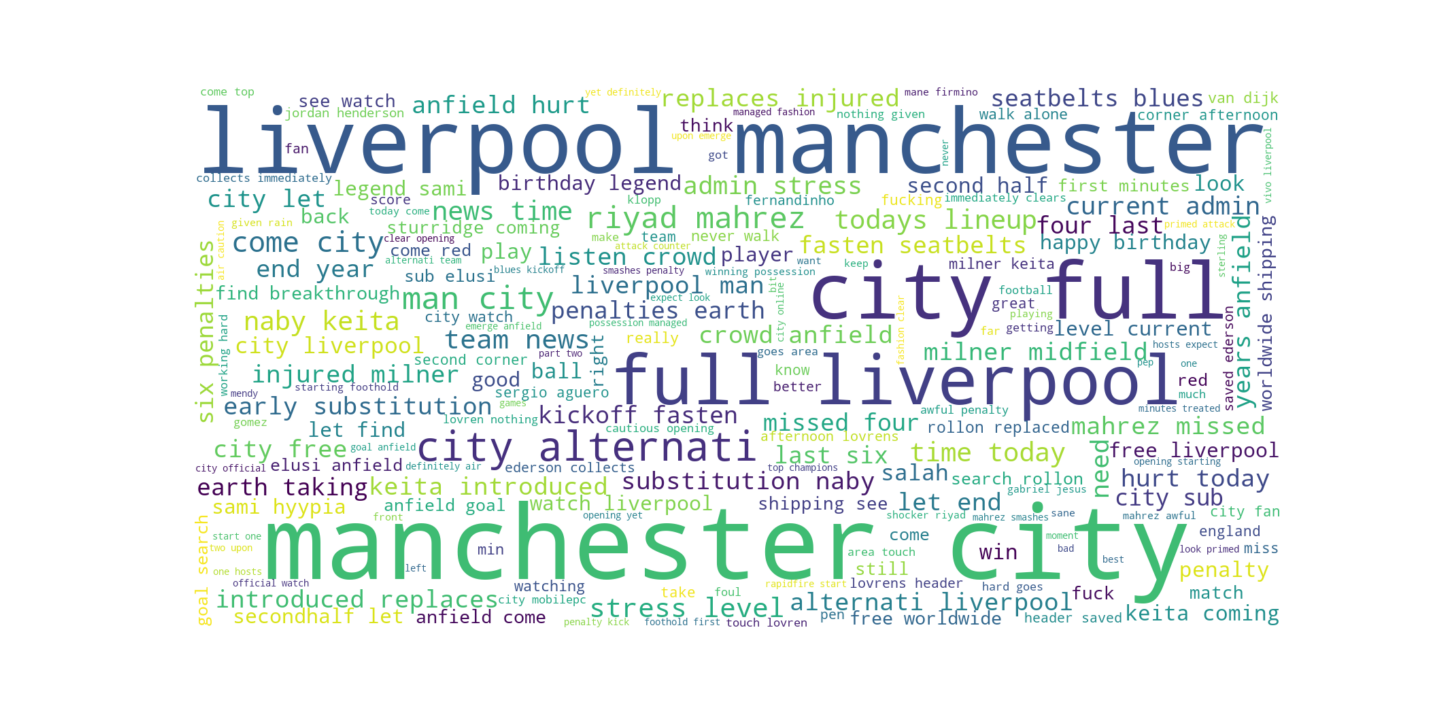 come top
see watch
jordan henderson
anfield hurt
yet definitely
replaces injured
mane firmino
managed fashion
seatbelts blues
van dijk
nothing given
walk alone
corner afternoon
liverpool manchester
think
upon emerge
fan
got
never
vivo liverpool
collects immediately
city let
legend sami
birthday legend
admin stress
second half
first minutes
look
score
klopp
fernandinho
fucking
immediately clears
current admin
given rain
back
today come
news time
riyad mahrez
todays lineup
four last
primed attack
sturridge coming
make
team
never walk
come city
clear opening
come red
play
attack counter
listen crowd
player
fasten seatbelts
happy birthday
alternati team
blues kickoff
smashes penalty
winning possession
want
keep
milner keita
big
sterling
air caution
six penalties
end year
sub elusi
liverpool man
city full
football
great
playing
getting
find breakthrough
man city
expect look
bit
city online
years anfield
worldwide shipping
naby keita
city watch
emerge anfield
penalties earth
possession managed
crowd anfield
far
fashion clear
level current
city liverpool
team news
really
hosts expect
second corner
part two
right
goes area
milner midfield
pep
one
saved ederson
working hard
injured milner
good
ball
know
full liverpool
red
much
starting foothold
better
mendy
sergio aguero
games
minutes treated
early substitution
kickoff fasten
missed four
awful penalty
gomez
let find
lovren nothing
cautious opening
rollon replaced
mahrez missed
city free
goal anfield
city alternati
afternoon lovrens
last six
time today
need
free liverpool
city official
elusi anfield
definitely air
ederson collects
top champions
salah
search rollon
opening starting
hurt today
earth taking
keita introduced
substitution naby
gabriel jesus
city sub
sami hyypia
anfield goal
watch liverpool
shipping see
let end
front
opening yet
shocker riyad
mahrez smashes
sane
mahrez awful
city fan
manchester city
goal search
start one
two upon
min
come
moment
england
area touch
win
bad
best
look primed
miss
one hosts
left
still
penalty
official watch
watching
rapidfire start
lovrens header
hard goes
fuck
match
introduced replaces
city mobilepc
foul
take
stress level
alternati liverpool
keita coming
secondhalf let
anfield come
penalty kick
foothold first
touch lovren
pen
free worldwide
header saved